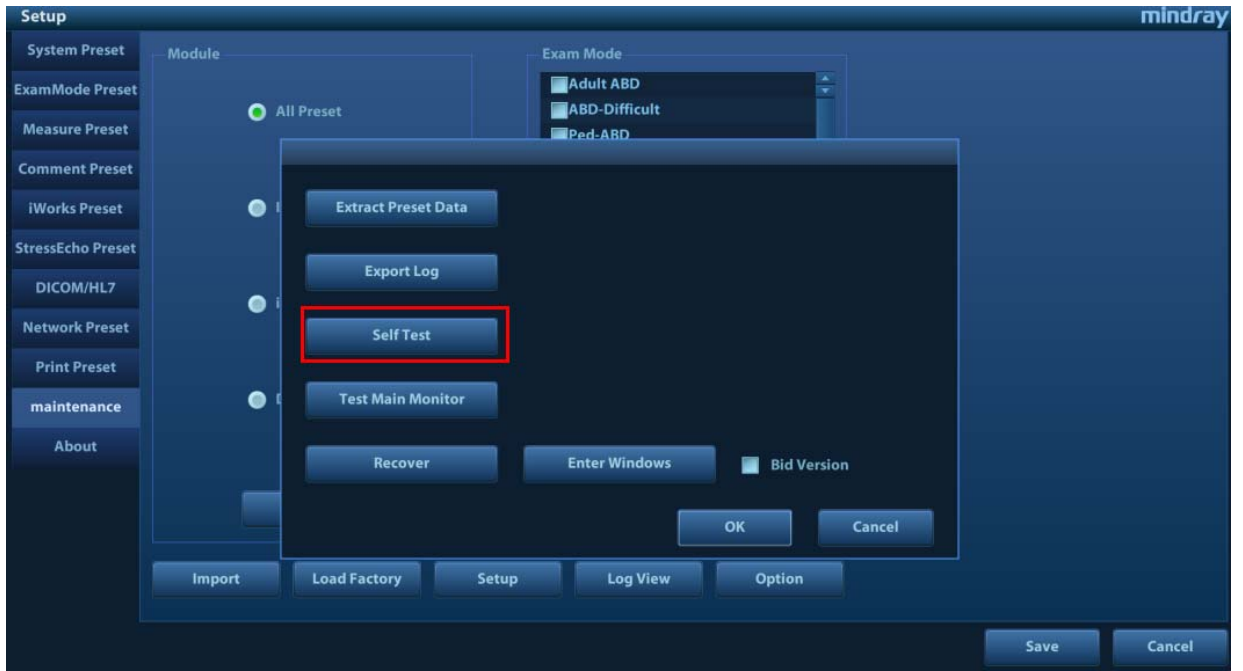 Setup
mindray
System Preset
ExamMode Preset
Measure Preset
Comment Preset
iWorks Preset
StressEcho Preset
DICOM/HL7
Network Preset
Print Preset
maintenance
About
Module
All Preset
Exam Mode
Adult ABD
ABD-Difficult
Ped-ABD
Extract Preset Data
Export Log
Self Test
Test Main Monitor
Recover
Enter Windows
Bid Version
OK
Cancel
Import
Load Factory
Setup
Log View
Option
Save
Cancel